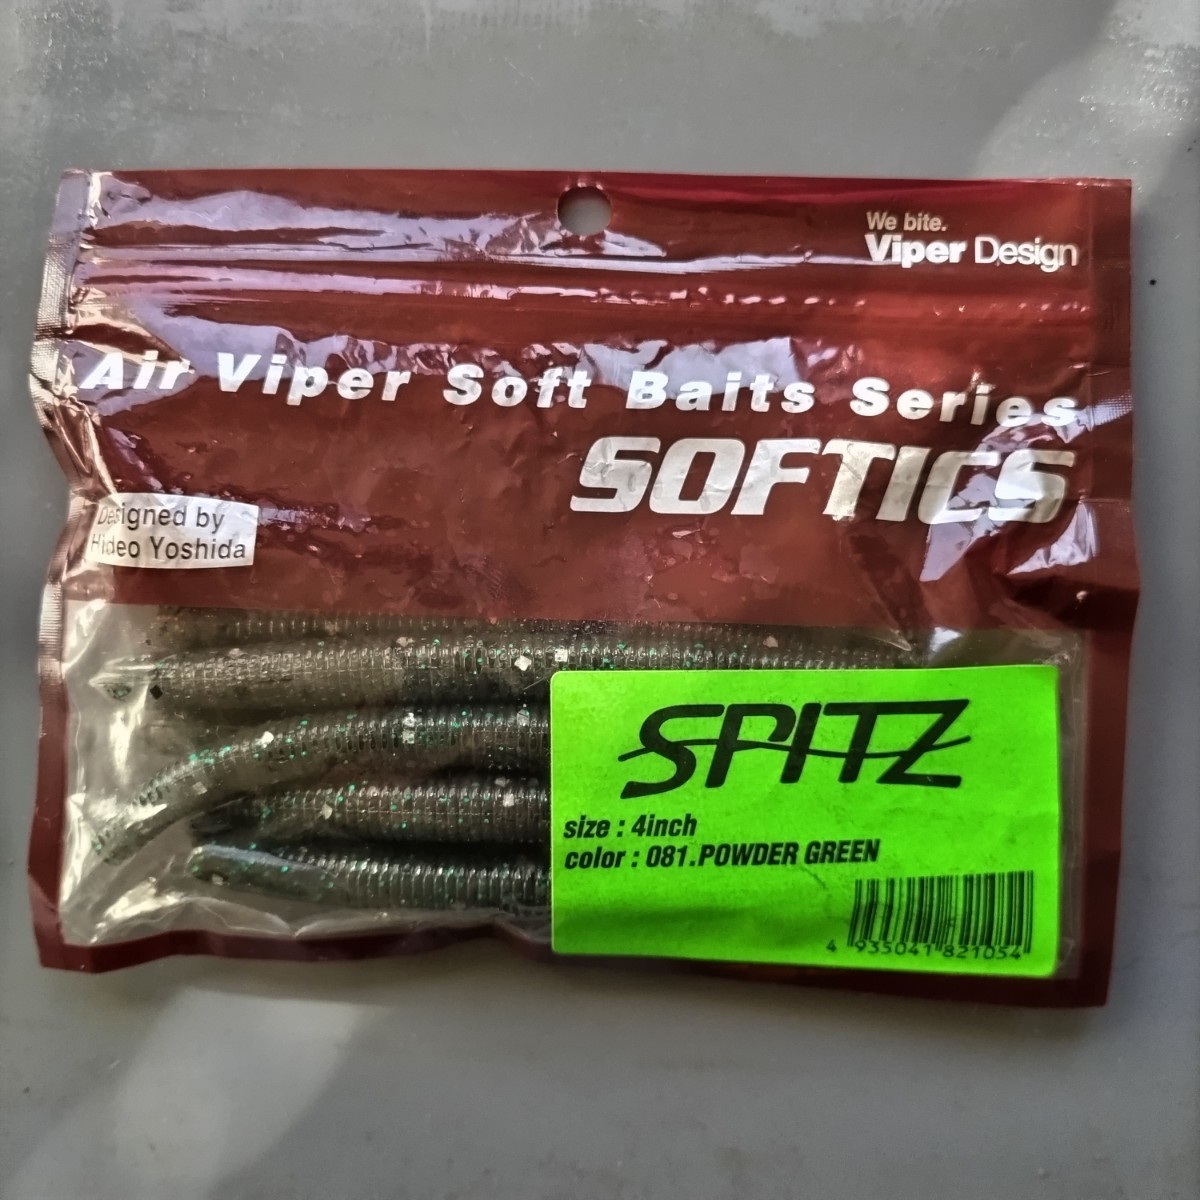 We bite.
Viper Design
Air Viper Soft Baits Series
SOFTICS
Designed by
Hideo Yoshida
SPITZ
size : 4inch
color : 081.POWDER GREEN
4 935041 821054